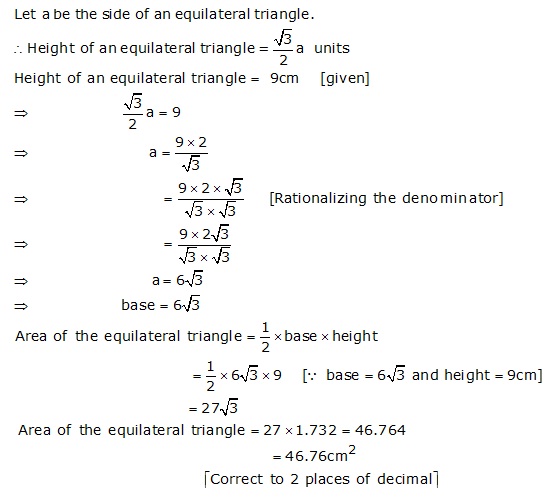 Let a be the side of an equilateral triangle.
∴ Height of an equilateral triangle = √3/2 a units
Height of an equilateral triangle = 9cm [given]
⇒ √3/2 a = 9
⇒ a = 9 × 2/√3
⇒ = 9 × 2 × √3/√3 × √3 [Rationalizing the denominator]
⇒ = 9 × 2√3/√3 × √3
⇒ a = 6√3
⇒ base = 6√3
Area of the equilateral triangle = 1/2 × base × height
= 1/2 × 6√3 × 9 [∵ base = 6√3 and height = 9cm]
= 27√3
Area of the equilateral triangle = 27 × 1.732 = 46.764
= 46.76cm²
⌈Correct to 2 places of decimal⌉